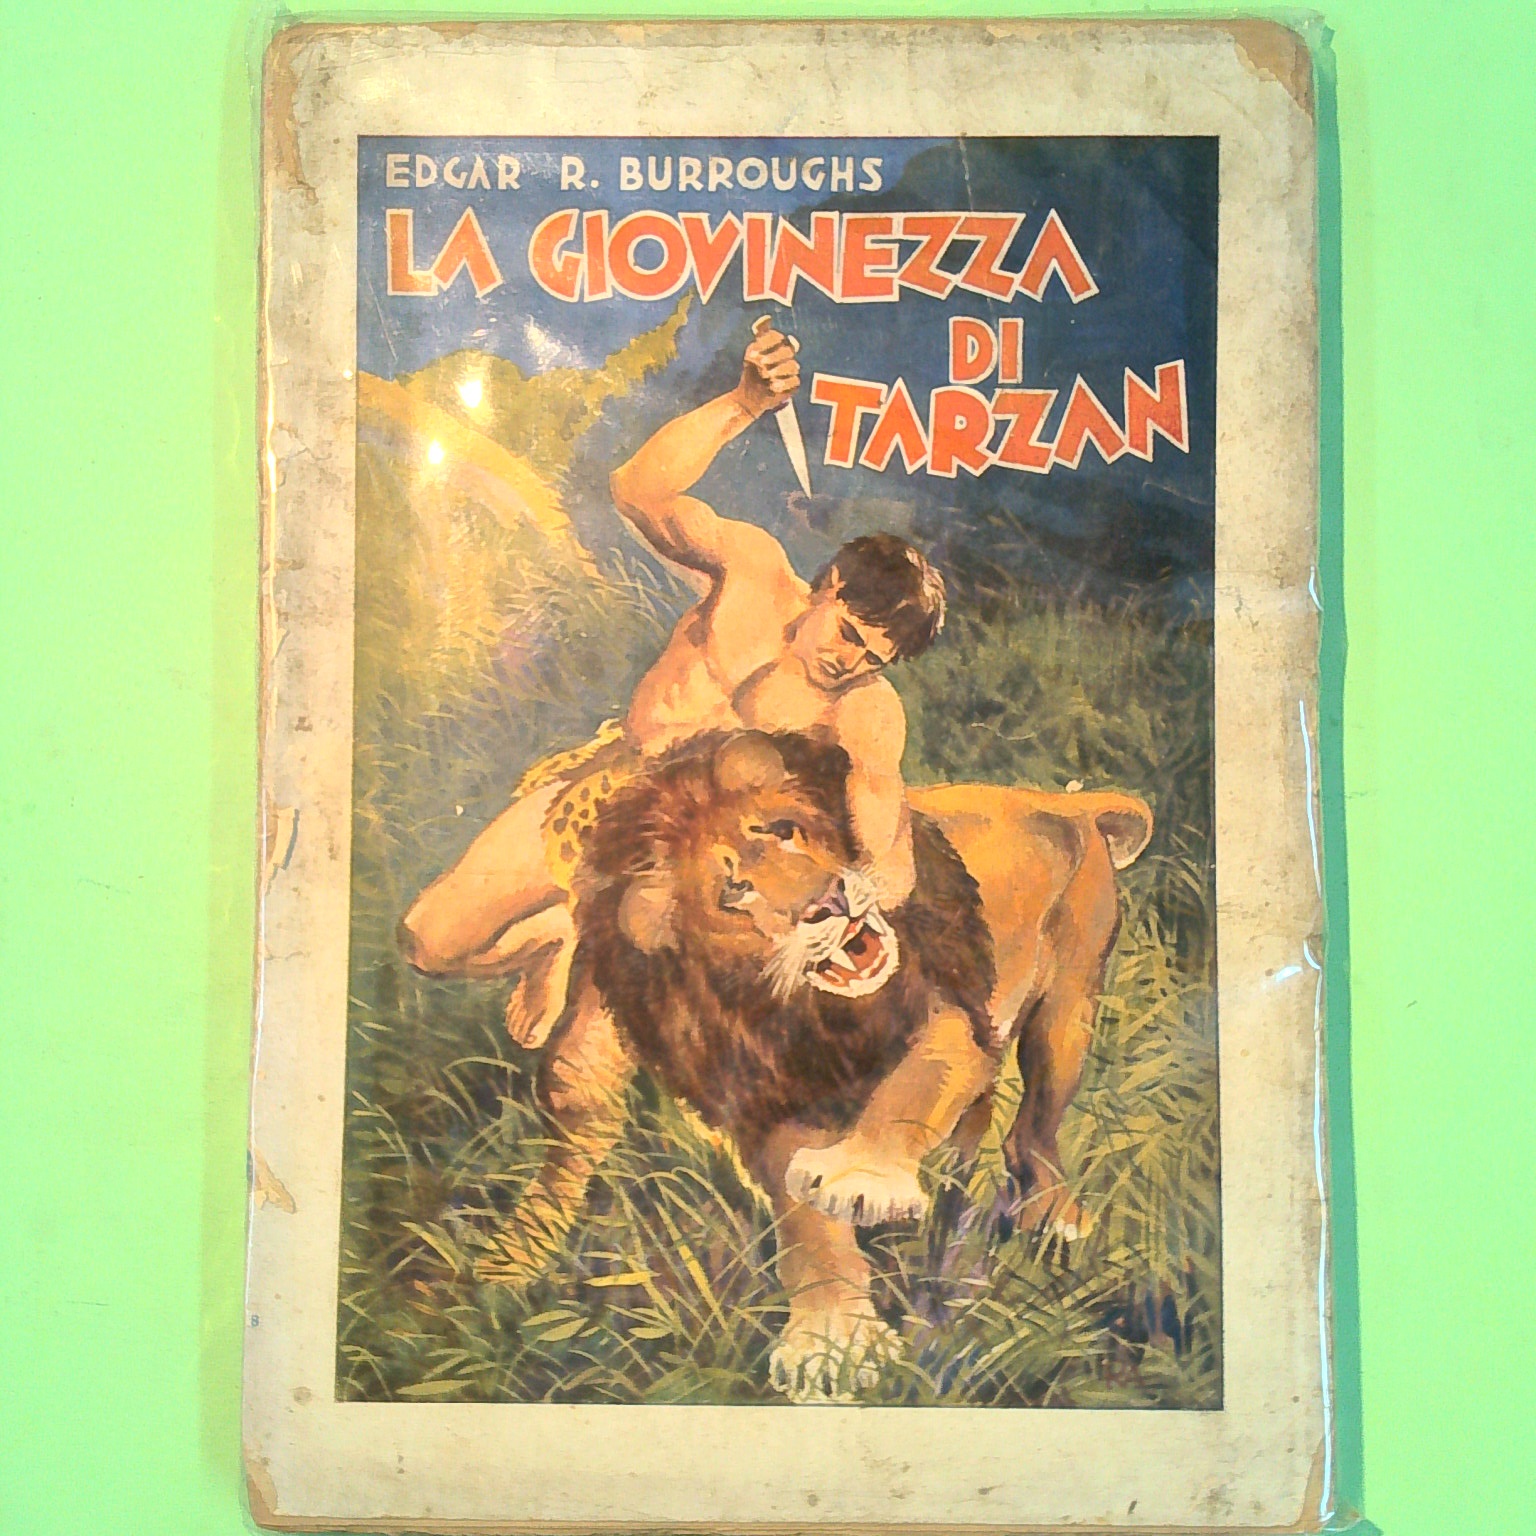 EDGAR R. BURROUGHS
LA GIOVINEZZA
DI
TARZAN
B